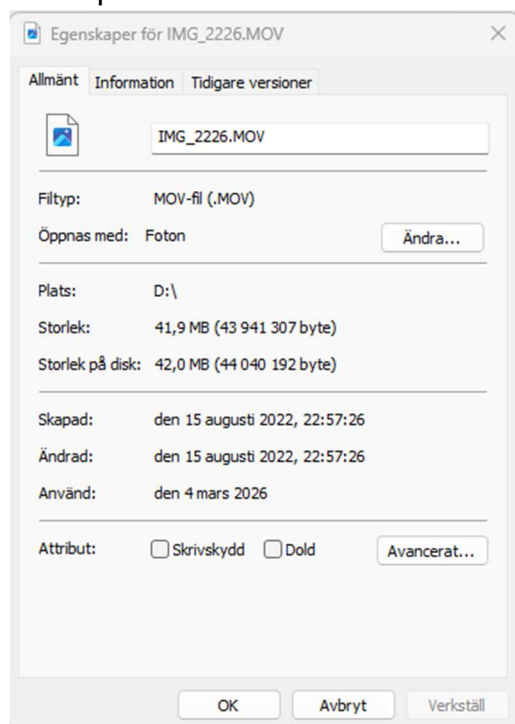 Egenskaper för IMG_2226.MOV
Allmänt Information Tidigare versioner
IMG_2226.MOV
Filtyp: MOV-fil (.MOV)
Öppnas med: Foton Ändra...
Plats: D:\
Storlek: 41,9 MB (43 941 307 byte)
Storlek på disk: 42,0 MB (44 040 192 byte)
Skapad: den 15 augusti 2022, 22:57:26
Ändrad: den 15 augusti 2022, 22:57:26
Använd: den 4 mars 2026
Attribut: Skrivskydd Dold Avancerat...
OK Avbryt Verkställ